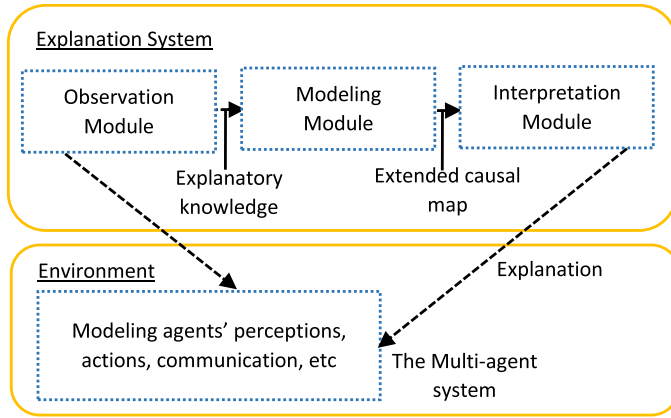 Explanation System
Observation
Module
Modeling
Module
Interpretation
Module
Explanatory
knowledge
Extended causal
map
Environment
Explanation
Modeling agents’ perceptions,
actions, communication, etc
The Multi-agent
system